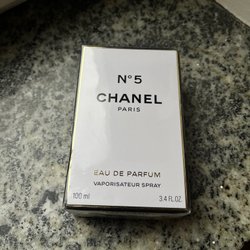 N°5
CHANEL
PARIS
EAU DE PARFUM
VAPORISATEUR SPRAY
100 ml 3.4 FL. OZ.